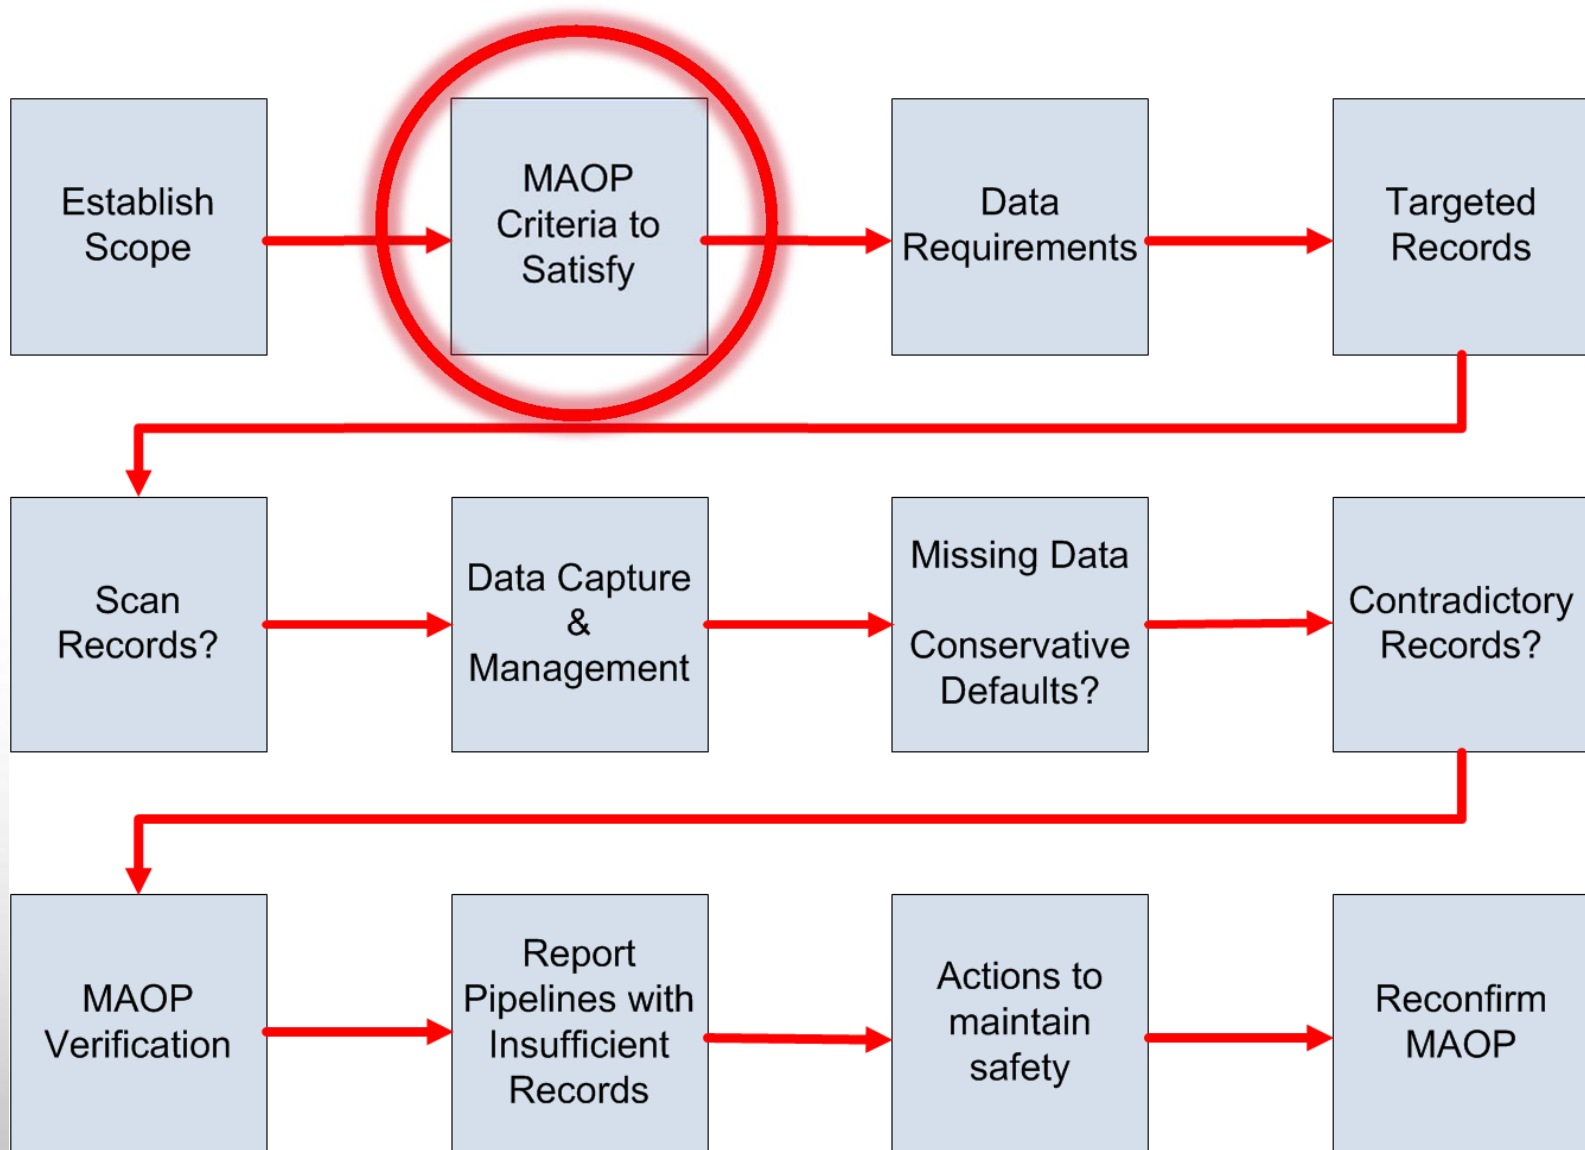 Establish
Scope
MAOP
Criteria to
Satisfy
Data
Requirements
Targeted
Records
Scan
Records?
Data Capture
&
Management
Missing Data
Conservative
Defaults?
Contradictory
Records?
MAOP
Verification
Report
Pipelines with
Insufficient
Records
Actions to
maintain
safety
Reconfirm
MAOP